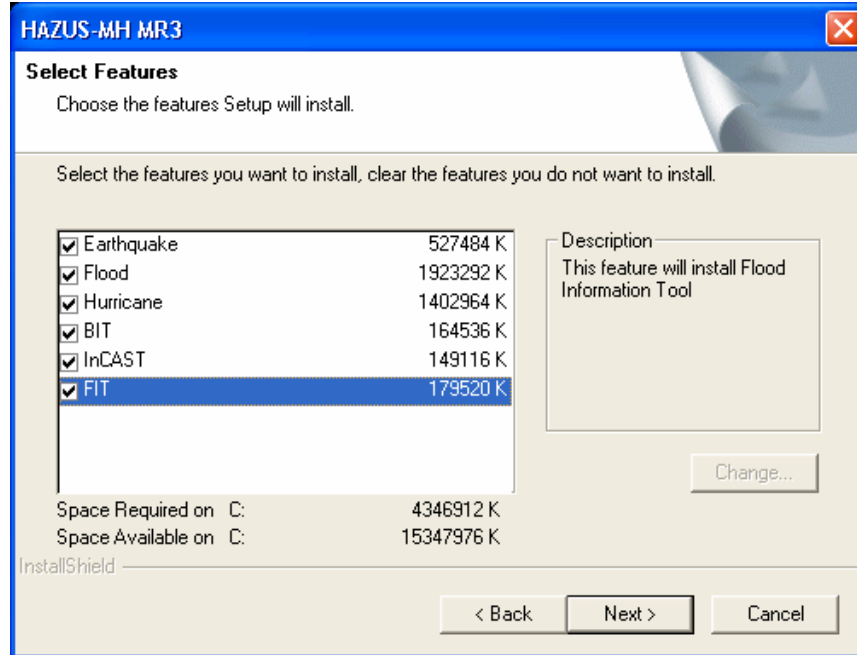 HAZUS-MH MR3
Select Features
Choose the features Setup will install.
Select the features you want to install, clear the features you do not want to install.
Earthquake 527484 K
Flood 1923292 K
Hurricane 1402964 K
BIT 164536 K
InCAST 149116 K
FIT 179520 K
Description
This feature will install Flood
Information Tool
Change...
Space Required on C: 4346912 K
Space Available on C: 15347976 K
InstallShield
< Back Next > Cancel